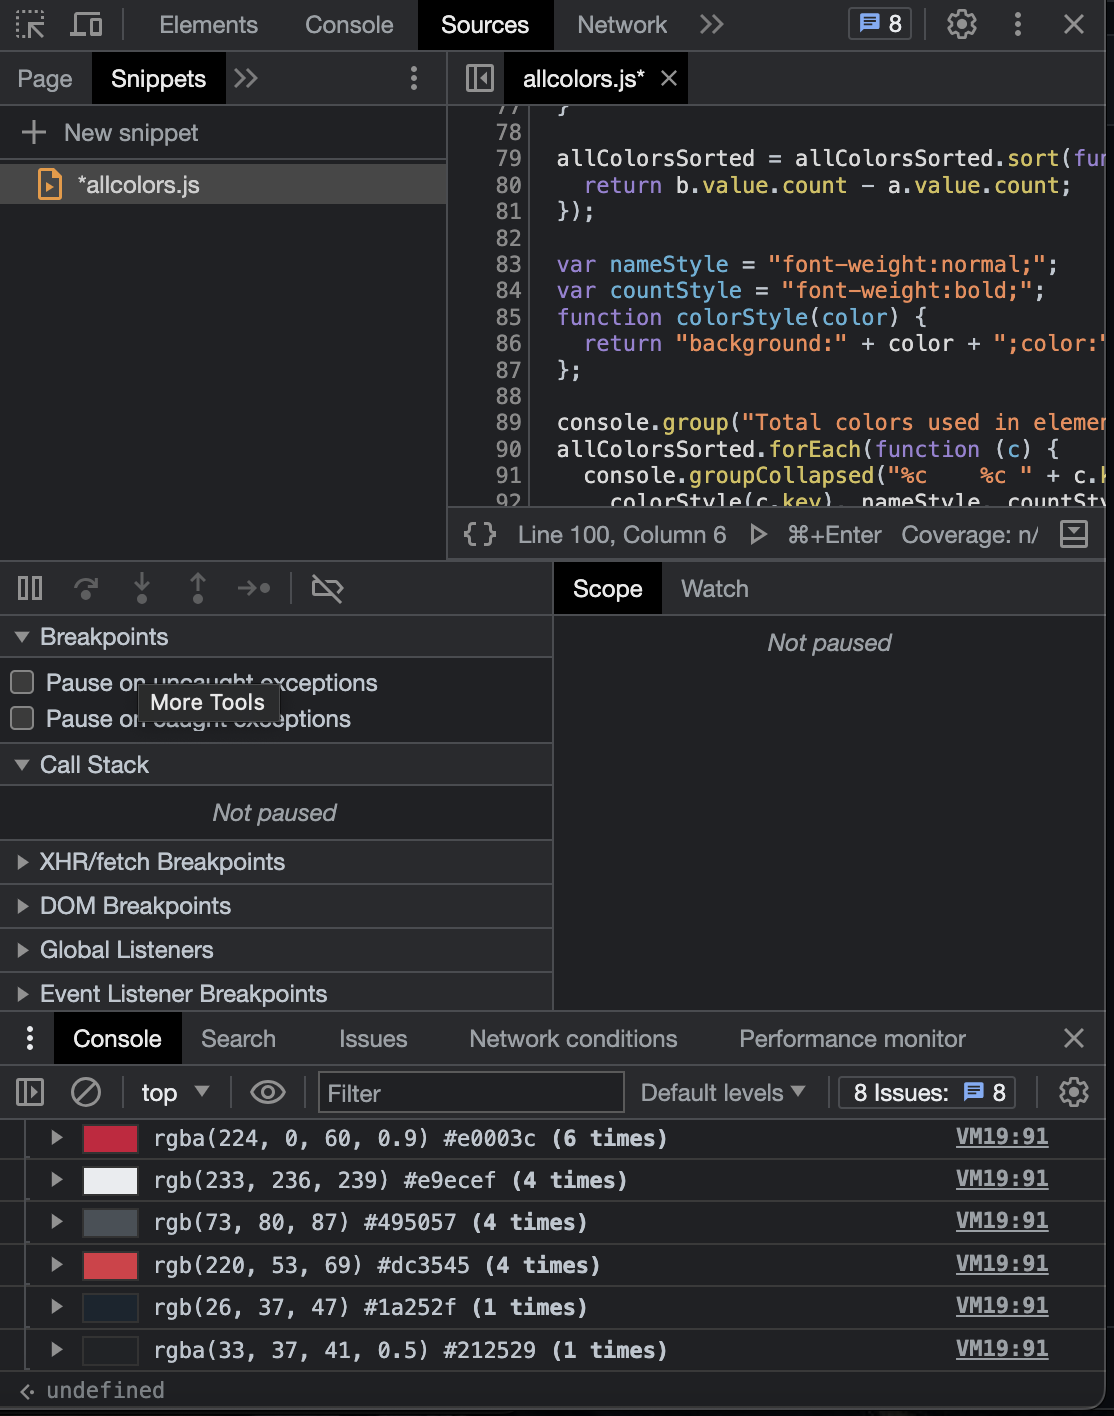 Elements Console Sources Network 8
Page Snippets allcolors.js*
New snippet
*allcolors.js
77 }
78
79 allColorsSorted = allColorsSorted.sort(fun
80 return b.value.count - a.value.count;
81 });
82
83 var nameStyle = "font-weight:normal;";
84 var countStyle = "font-weight:bold;";
85 function colorStyle(color) {
86 return "background:" + color + ";color:"
87 };
88
89 console.group("Total colors used in elemen
90 allColorsSorted.forEach(function (c) {
91 console.groupCollapsed("%c    %c " + c.k
92 colorStyle(c.key), nameStyle, countSty
{} Line 100, Column 6 ⌘+Enter Coverage: n/
Scope Watch
Breakpoints
Not paused
Pause on uncaught exceptions
More Tools
Pause on caught exceptions
Call Stack
Not paused
XHR/fetch Breakpoints
DOM Breakpoints
Global Listeners
Event Listener Breakpoints
Console Search Issues Network conditions Performance monitor
top Filter Default levels 8 Issues: 8
rgba(224, 0, 60, 0.9) #e0003c (6 times) VM19:91
rgb(233, 236, 239) #e9ecef (4 times) VM19:91
rgb(73, 80, 87) #495057 (4 times) VM19:91
rgb(220, 53, 69) #dc3545 (4 times) VM19:91
rgb(26, 37, 47) #1a252f (1 times) VM19:91
rgba(33, 37, 41, 0.5) #212529 (1 times) VM19:91
undefined